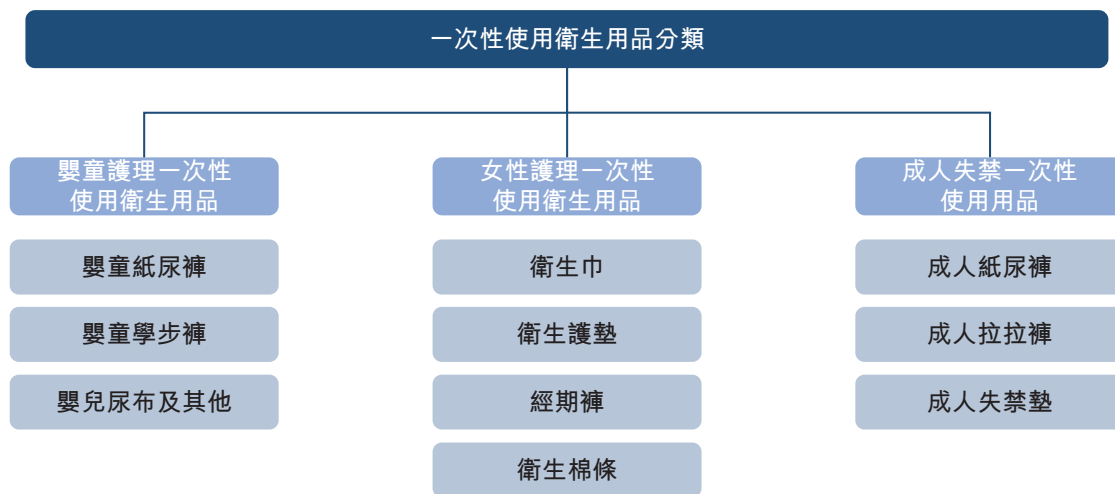 一次性使用衛生用品分類
嬰童護理一次性
使用衛生用品
女性護理一次性
使用衛生用品
成人失禁一次性
使用用品
嬰童紙尿褲
衛生巾
成人紙尿褲
嬰童學步褲
衛生護墊
成人拉拉褲
嬰兒尿布及其他
經期褲
成人失禁墊
衛生棉條